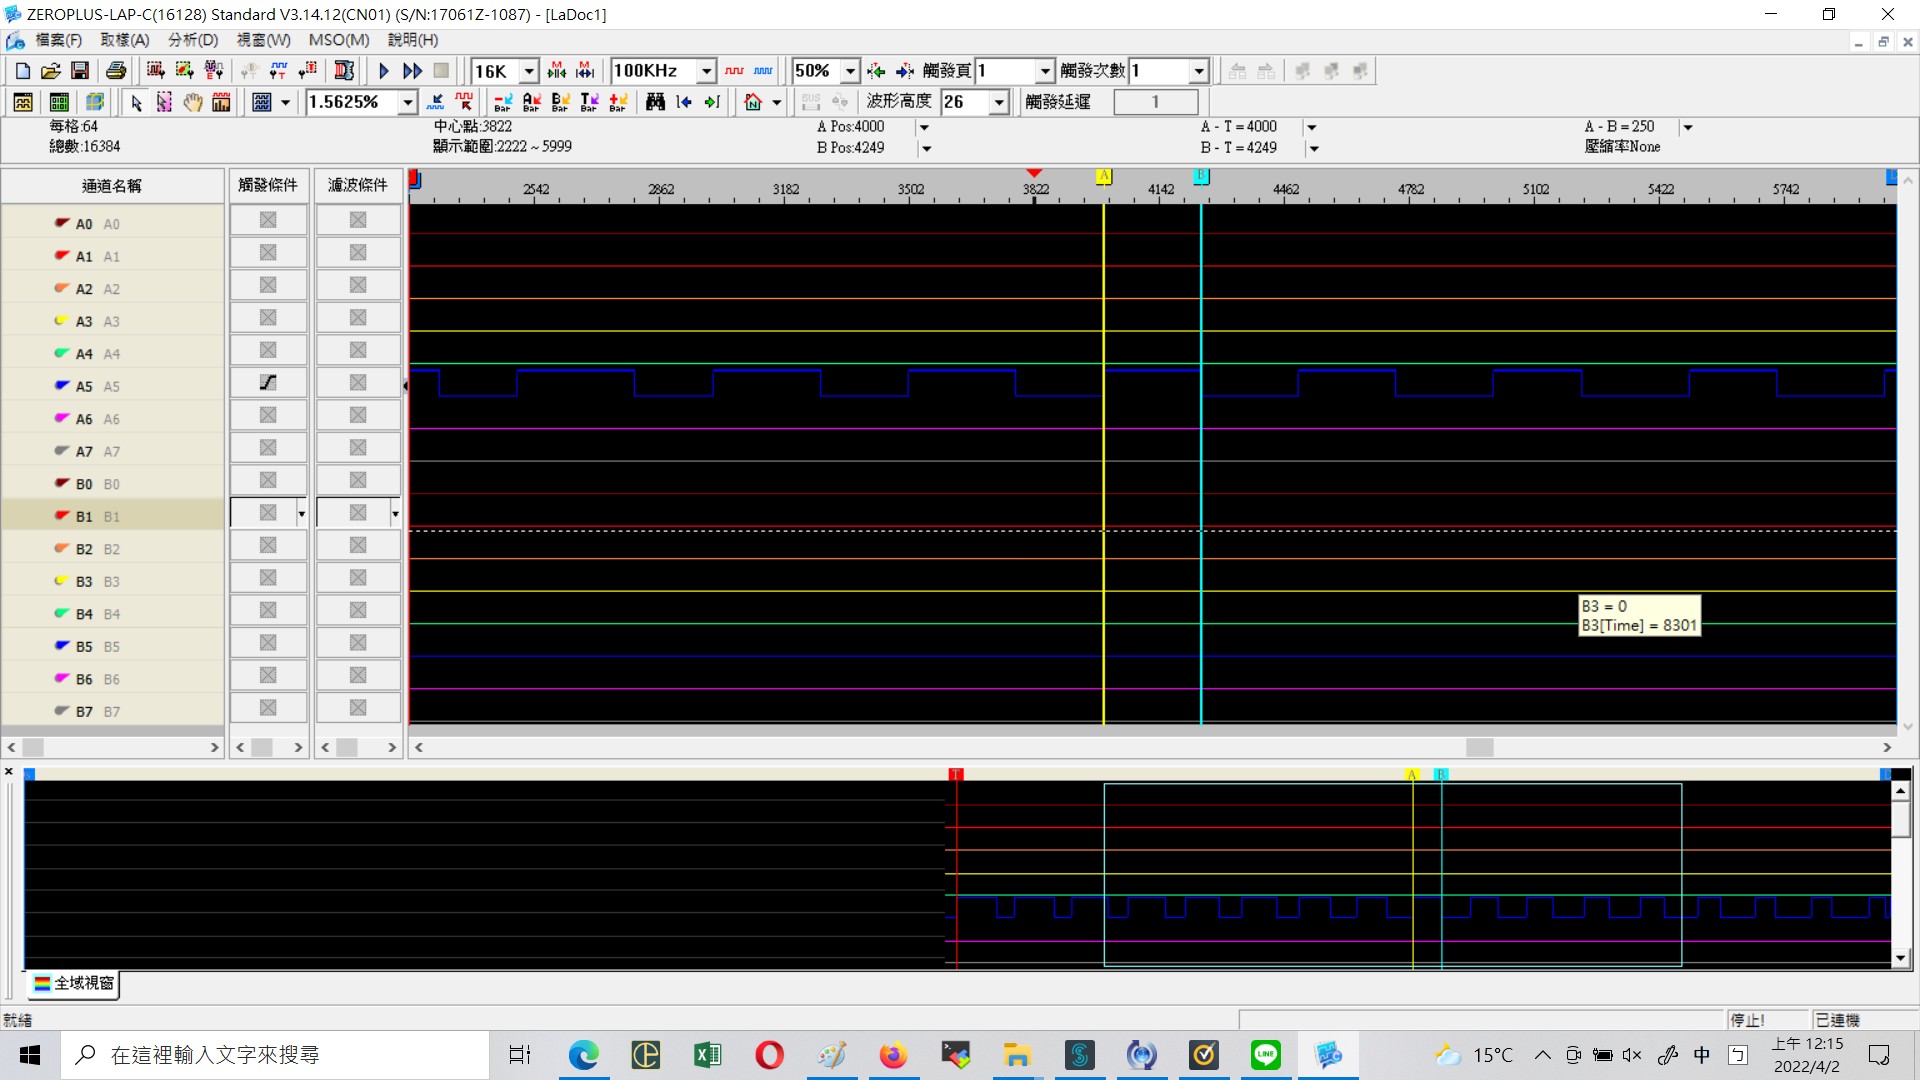 ZEROPLUS-LAP-C(16128) Standard V3.14.12(CN01) (S/N:17061Z-1087) - [LaDoc1]
檔案(F) 取樣(A) 分析(D) 視窗(W) MSO(M) 說明(H)
16K 100KHz 50% 觸發頁 1 觸發次數 1
1.5625% Bar Bar Bar Bar Bar 波形高度 26 觸發延遲 1
每格:64 中心點:3822 A Pos:4000 A - T = 4000 A - B = 250
總數:16384 顯示範圍:2222 ~ 5999 B Pos:4249 B - T = 4249 壓縮率None
通道名稱 觸發條件 濾波條件
A B
2542 2862 3182 3502 3822 4142 4462 4782 5102 5422 5742
A0 A0
A1 A1
A2 A2
A3 A3
A4 A4
A5 A5
A6 A6
A7 A7
B0 B0
B1 B1
B2 B2
B3 B3
B4 B4
B5 B5
B6 B6
B7 B7
B3 = 0
B3[Time] = 8301
T A B
全域視窗
就緒 停止! 已連機
在這裡輸入文字來搜尋
LINE
15°C
中
上午 12:15
2022/4/2